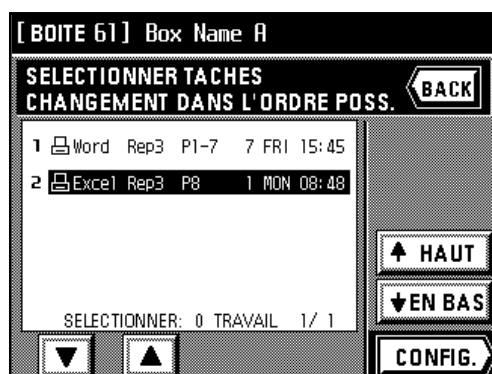 [ BOITE 61 ] Box Name A
SELECTIONNER TACHES
CHANGEMENT DANS L'ORDRE POSS.
BACK
1 Word Rep3 P1-7 7 FRI 15:45
2 Excel Rep3 P8 1 MON 08:48
HAUT
EN BAS
SELECTIONNER: 0 TRAVAIL 1/ 1
CONFIG.